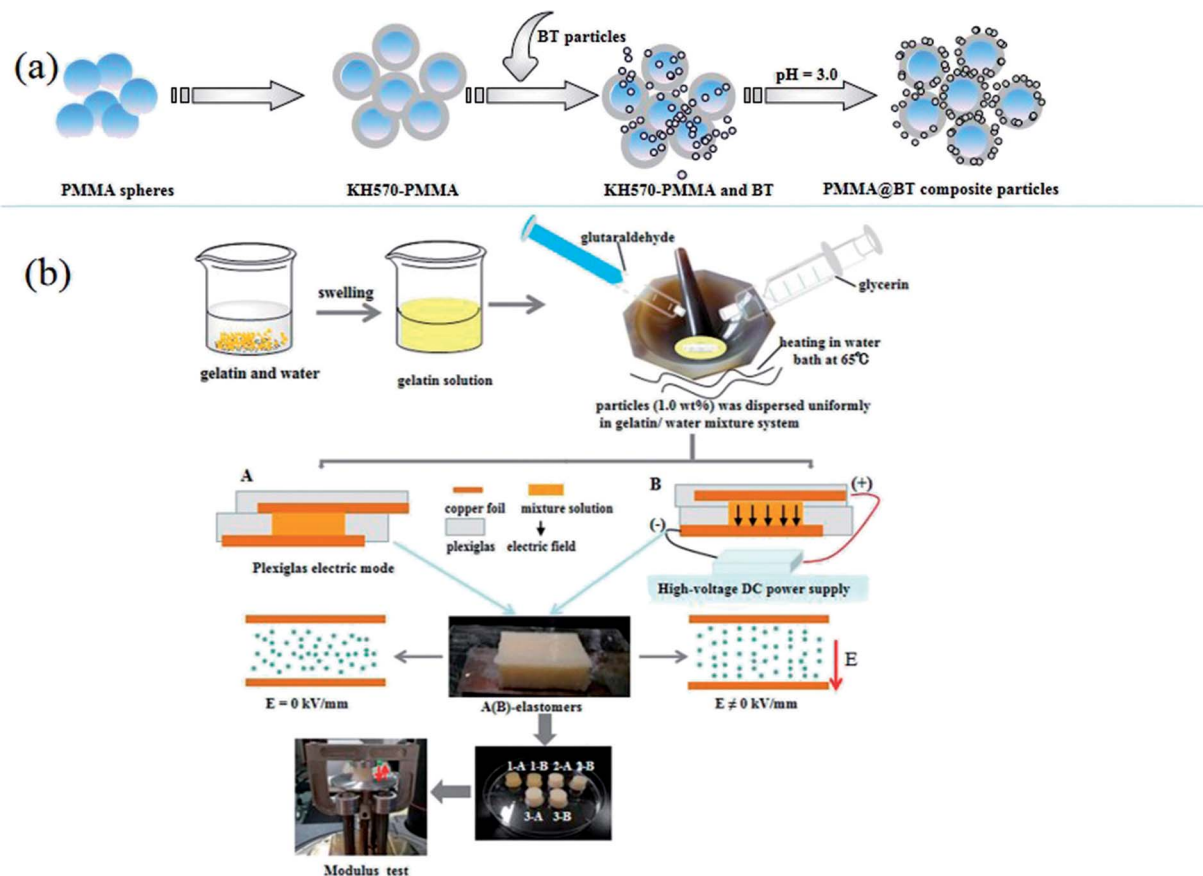 (a)
BT particles
pH = 3.0
PMMA spheres
KH570-PMMA
KH570-PMMA and BT
PMMA@BT composite particles
(b)
glutaraldehyde
glycerin
swelling
heating in water
bath at 65℃
gelatin and water
gelatin solution
particles (1.0 wt%) was dispersed uniformly
in gelatin/ water mixture system
A
B
(+)
(-)
copper foil
mixture solution
plexiglas
electric field
Plexiglas electric mode
High-voltage DC power supply
E
E = 0 kV/mm
A(B)-elastomers
E ≠ 0 kV/mm
1-A 1-B 2-A 2-B
3-A 3-B
Modulus test